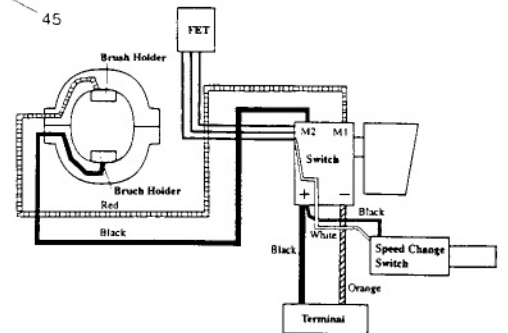 45
FET
Brush Holder
M2 M1
Switch
Bruch Holder
Red
+ −
Black
Black
White
Black
Speed Change
Switch
Orange
Terminal